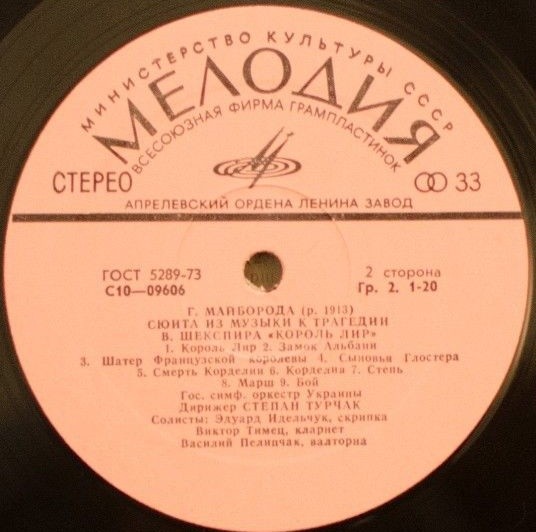 МИНИСТЕРСТВО КУЛЬТУРЫ СССР
МЕЛОДИЯ
ВСЕСОЮЗНАЯ ФИРМА ГРАМПЛАСТИНОК
СТЕРЕО
33
АПРЕЛЕВСКИЙ ОРДЕНА ЛЕНИНА ЗАВОД
ГОСТ 5289-73
2 сторона
С10—09606
Гр. 2. 1-20
Г. МАЙБОРОДА (р. 1913)
СЮИТА ИЗ МУЗЫКИ К ТРАГЕДИИ
В. ШЕКСПИРА «КОРОЛЬ ЛИР»
1. Король Лир 2. Замок Альбани
3. Шатер Французской королевы 4. Сыновья Глостера
5. Смерть Корделии 6. Корделия 7. Степь
8. Марш 9. Бой
Гос. симф. оркестр Украины
Дирижер СТЕПАН ТУРЧАК
Солисты: Эдуард Идельчук, скрипка
Виктор Тимец, кларнет
Василий Пелипчак, валторна